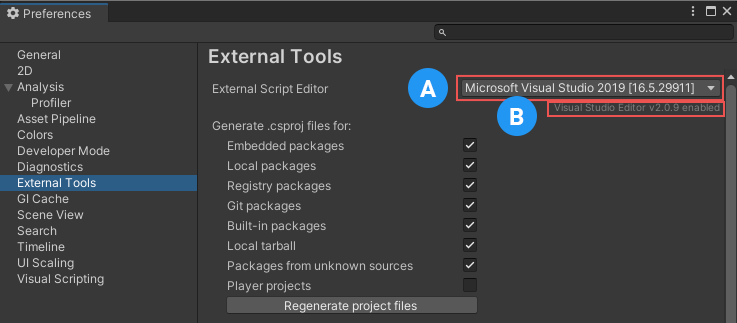 Preferences
General
2D
Analysis
Profiler
Asset Pipeline
Colors
Developer Mode
Diagnostics
External Tools
GI Cache
Scene View
Search
Timeline
UI Scaling
Visual Scripting
External Tools
External Script Editor
A
Microsoft Visual Studio 2019 [16.5.29911]
B
Visual Studio Editor v2.0.9 enabled
Generate .csproj files for:
Embedded packages
Local packages
Registry packages
Git packages
Built-in packages
Local tarball
Packages from unknown sources
Player projects
Regenerate project files